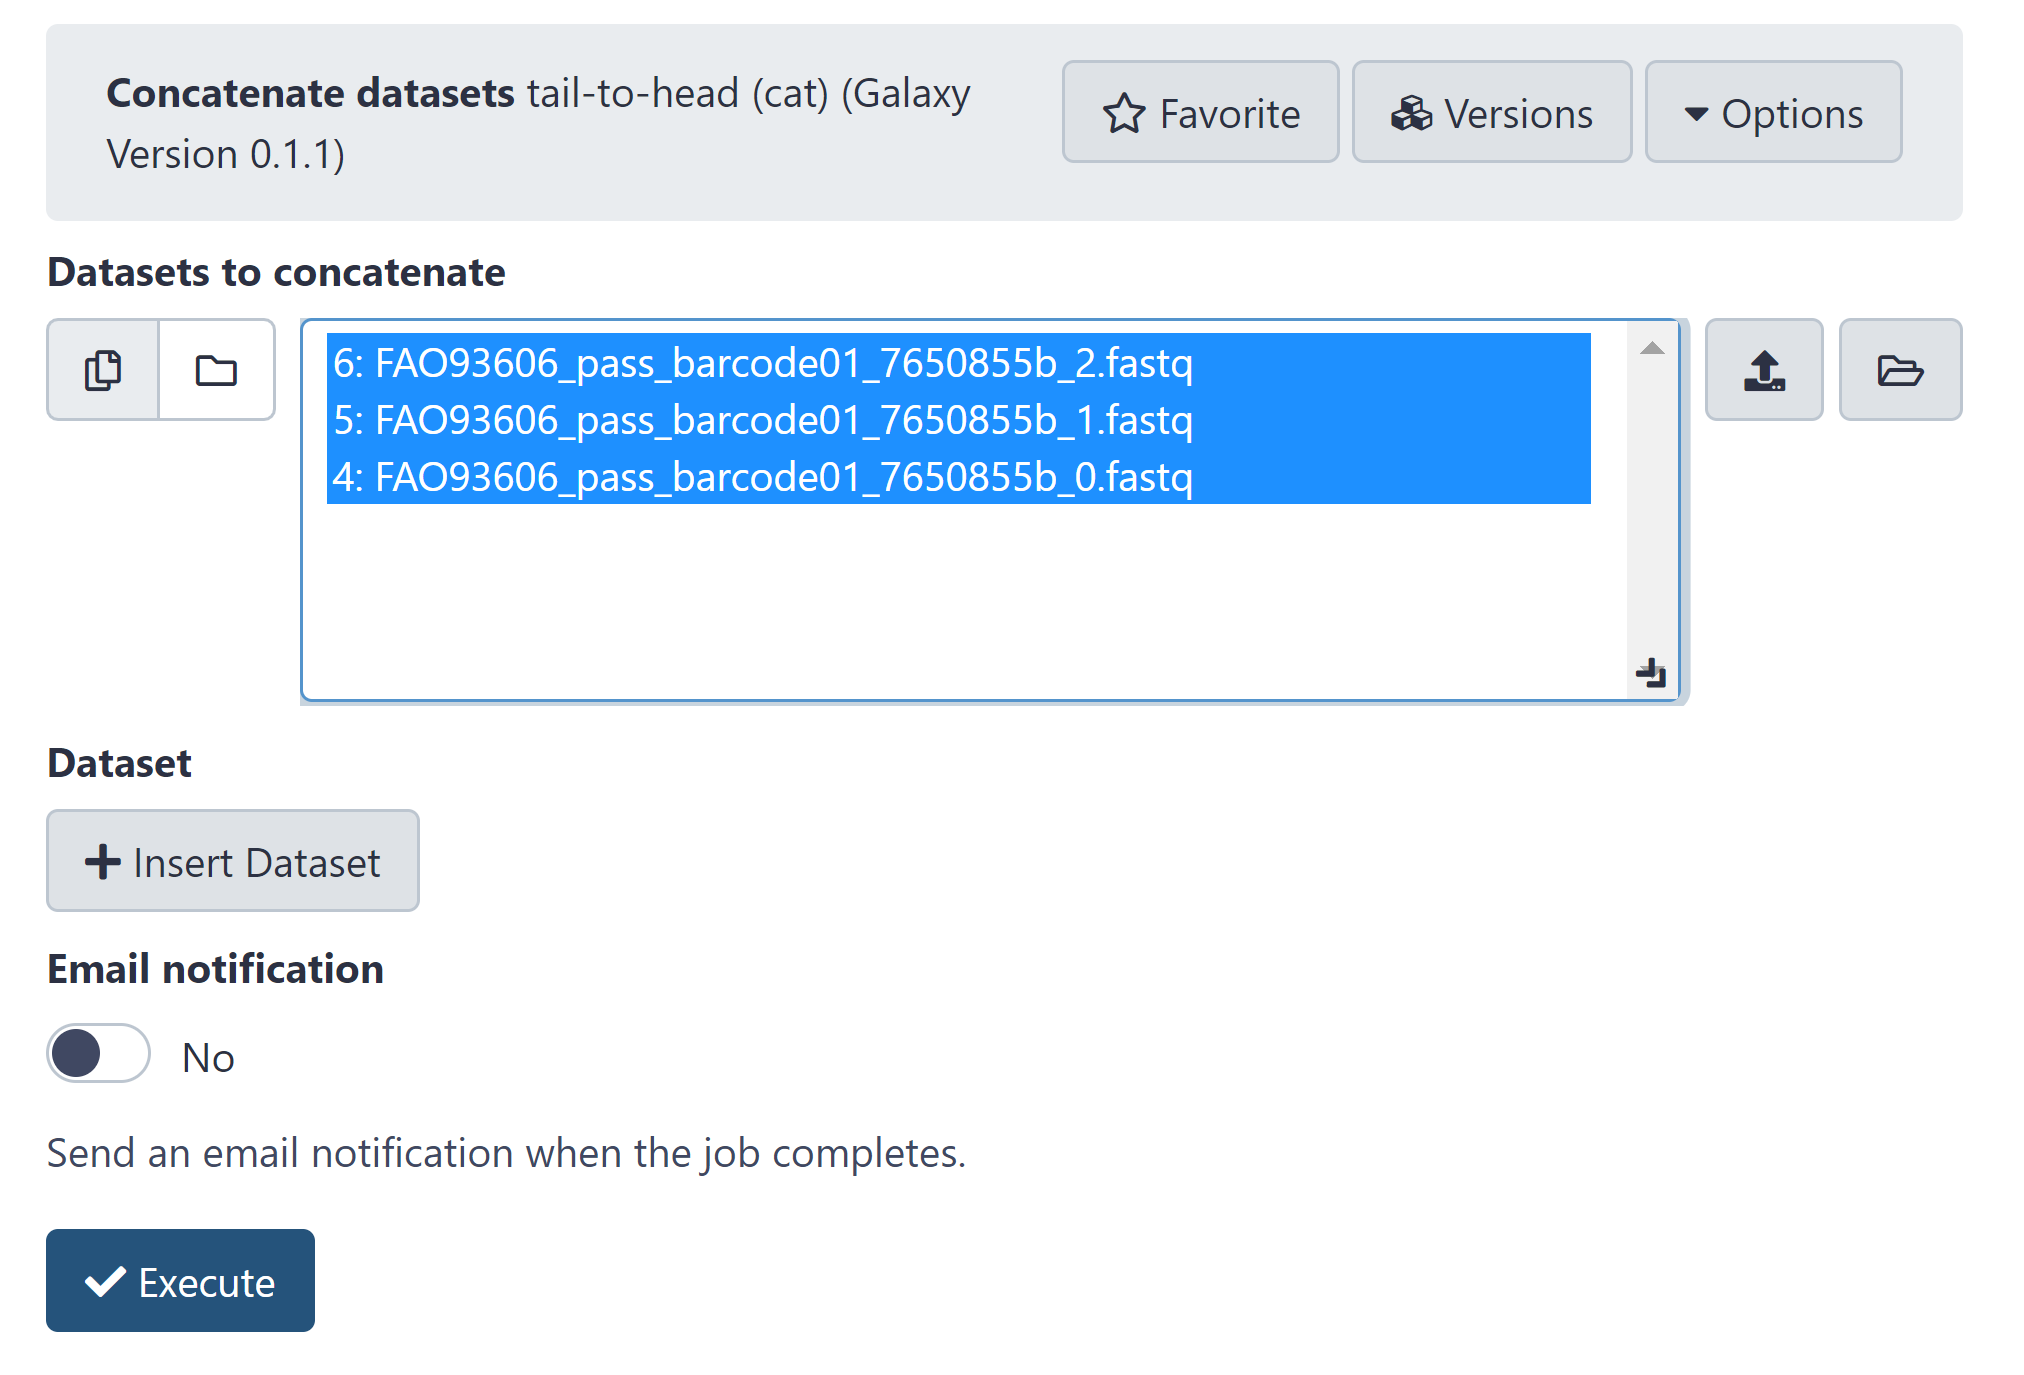 Concatenate datasets tail-to-head (cat) (Galaxy
Version 0.1.1)
Favorite
Versions
Options
Datasets to concatenate
6: FAO93606_pass_barcode01_7650855b_2.fastq
5: FAO93606_pass_barcode01_7650855b_1.fastq
4: FAO93606_pass_barcode01_7650855b_0.fastq
Dataset
Insert Dataset
Email notification
No
Send an email notification when the job completes.
Execute